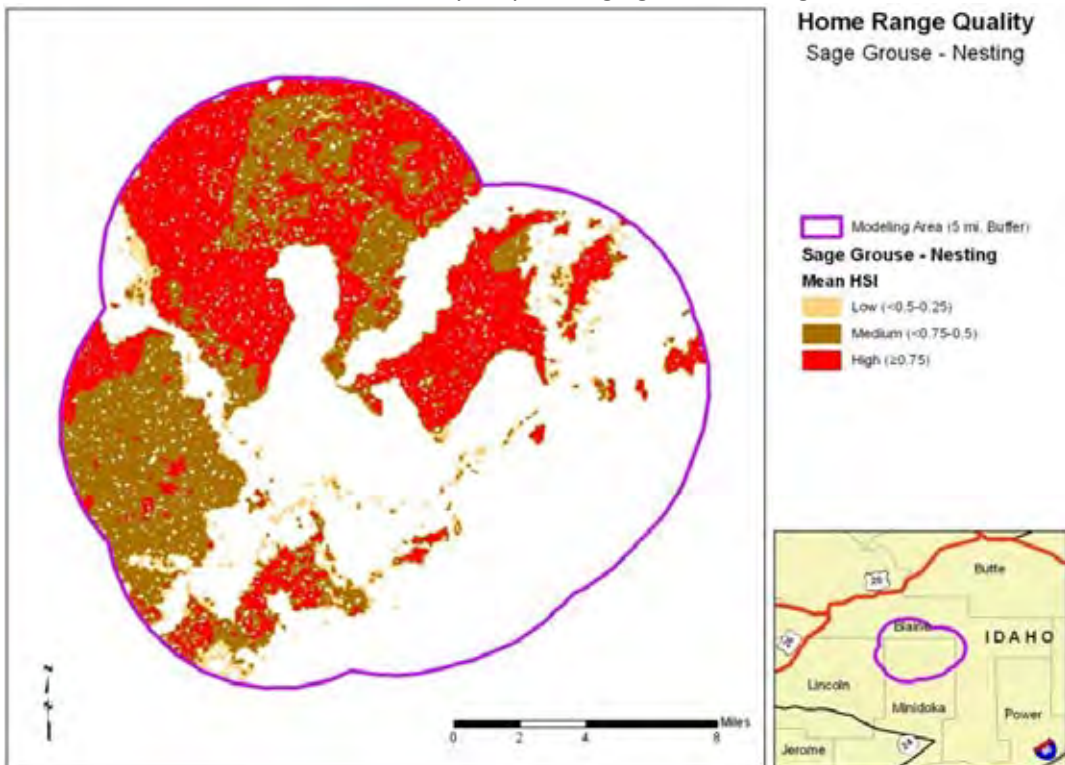 Home Range Quality
Sage Grouse - Nesting
Modeling Area (5 mi. Buffer)
Sage Grouse - Nesting
Mean HSI
Low (<0.5-0.25)
Medium (<0.75-0.5)
High (≥0.75)
Miles
0 2 4 8
Butte
Blaine
IDAHO
Lincoln
Minidoka
Power
24
Jerome